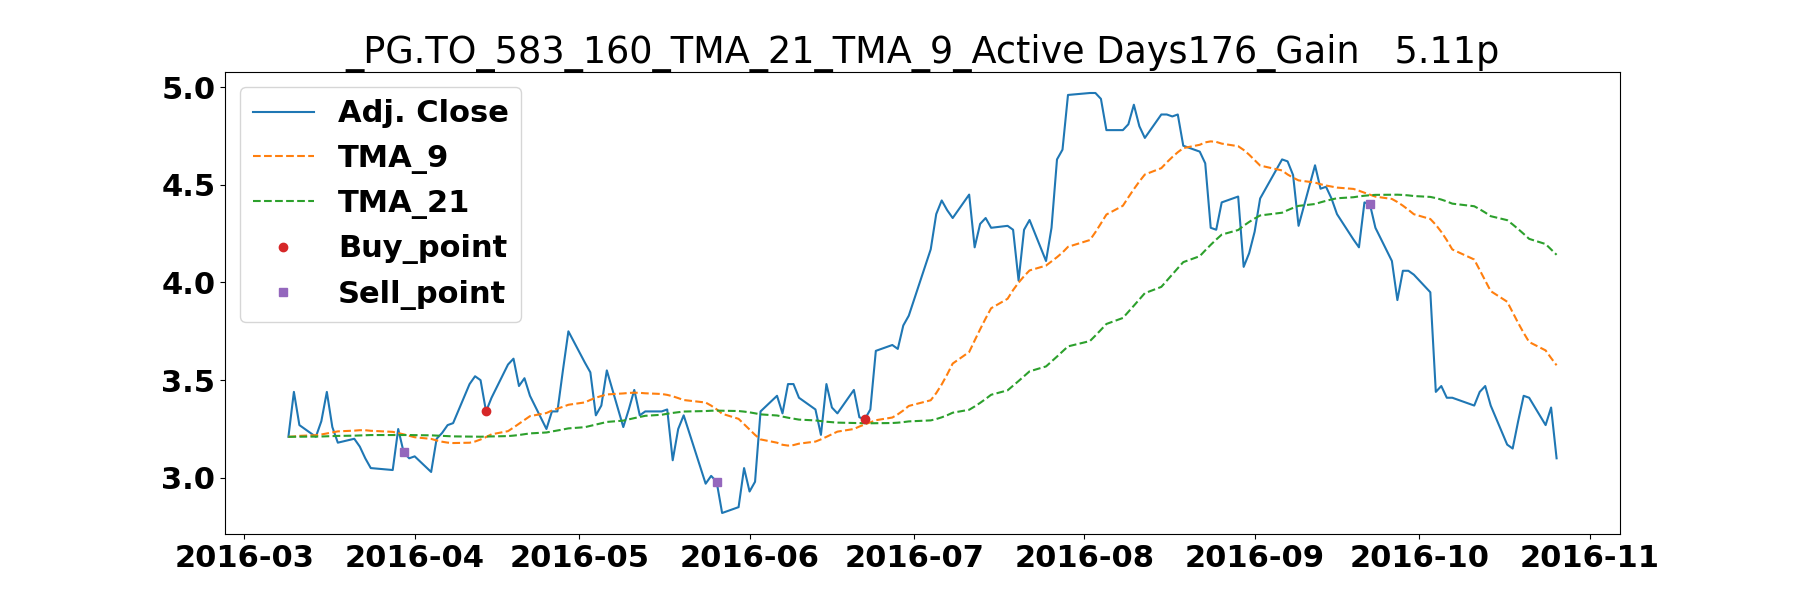 _PG.TO_583_160_TMA_21_TMA_9_Active Days176_Gain   5.11p
5.0
4.5
4.0
3.5
3.0
Adj. Close
TMA_9
TMA_21
Buy_point
Sell_point
2016-03 2016-04 2016-05 2016-06 2016-07 2016-08 2016-09 2016-10 2016-11